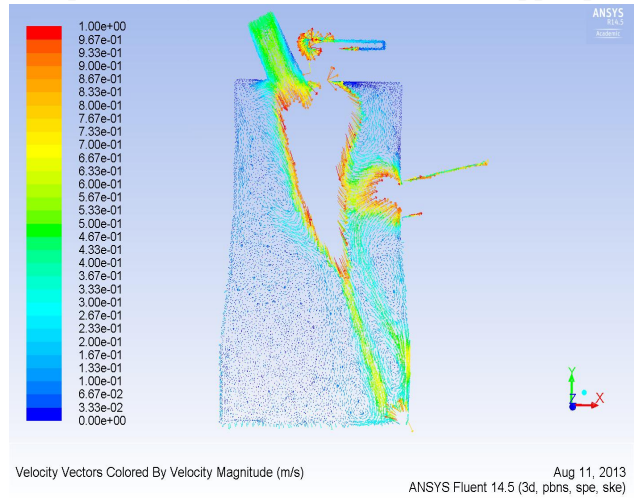 ANSYS
R14.5
Academic
1.00e+00
9.67e-01
9.33e-01
9.00e-01
8.67e-01
8.33e-01
8.00e-01
7.67e-01
7.33e-01
7.00e-01
6.67e-01
6.33e-01
6.00e-01
5.67e-01
5.33e-01
5.00e-01
4.67e-01
4.33e-01
4.00e-01
3.67e-01
3.33e-01
3.00e-01
2.67e-01
2.33e-01
2.00e-01
1.67e-01
1.33e-01
1.00e-01
6.67e-02
3.33e-02
0.00e+00
Y
Z
X
Velocity Vectors Colored By Velocity Magnitude (m/s)
Aug 11, 2013
ANSYS Fluent 14.5 (3d, pbns, spe, ske)